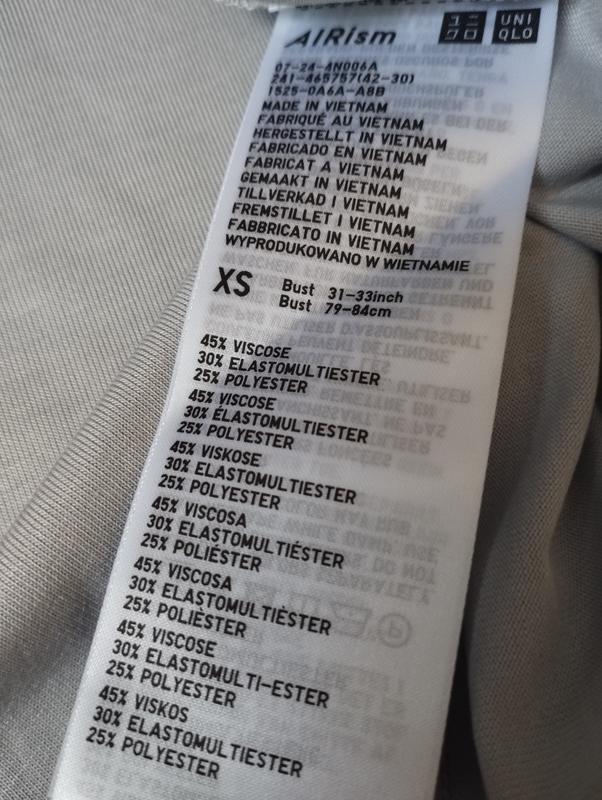 AIRism
ユニ
クロ
UNI
QLO
07-24-4N006A
241-465757(42-30)
1525-0A6A-A8B
MADE IN VIETNAM
FABRIQUÉ AU VIETNAM
HERGESTELLT IN VIETNAM
FABRICADO EN VIETNAM
FABRICAT A VIETNAM
GEMAAKT IN VIETNAM
TILLVERKAD I VIETNAM
FREMSTILLET I VIETNAM
FABBRICATO IN VIETNAM
WYPRODUKOWANO W WIETNAMIE
XS
Bust 31-33inch
Bust 79-84cm
45% VISCOSE
30% ELASTOMULTIESTER
25% POLYESTER
45% VISCOSE
30% ÉLASTOMULTIESTER
25% POLYESTER
45% VISKOSE
30% ELASTOMULTIESTER
25% POLYESTER
45% VISCOSA
30% ELASTOMULTIÉSTER
25% POLIÉSTER
45% VISCOSA
30% ELASTOMULTIÈSTER
25% POLIÈSTER
45% VISCOSE
30% ELASTOMULTI-ESTER
25% POLYESTER
45% VISKOS
30% ELASTOMULTIESTER
25% POLYESTER